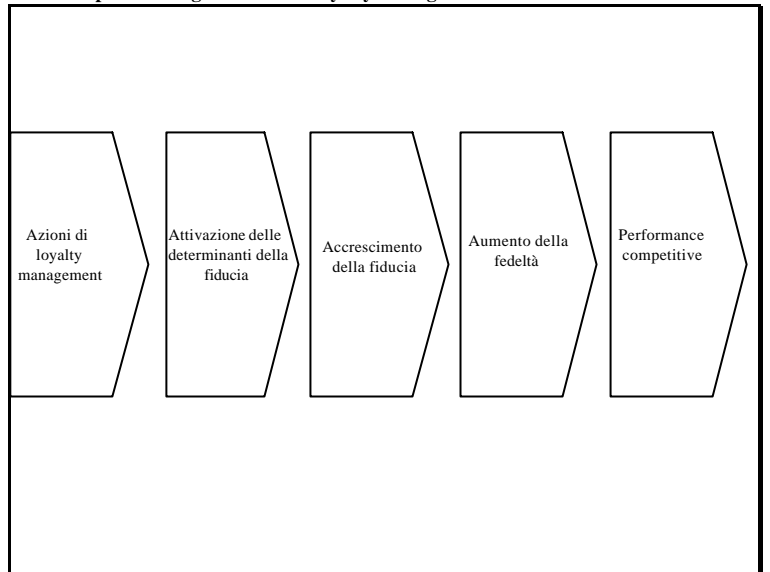 Azioni di
loyalty
management
Attivazione delle
determinanti della
fiducia
Accrescimento
della fiducia
Aumento della
fedeltà
Performance
competitive